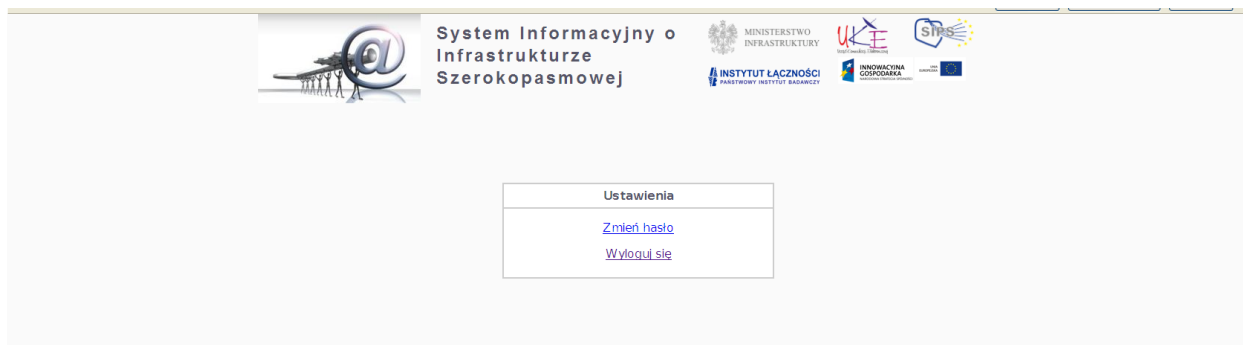 System Informacyjny o
Infrastrukturze
Szerokopasmowej
MINISTERSTWO
INFRASTRUKTURY
UKE
SIPS
INSTYTUT ŁĄCZNOŚCI
PAŃSTWOWY INSTYTUT BADAWCZY
INNOWACYJNA
GOSPODARKA
Ustawienia
Zmień hasło
Wyloguj się